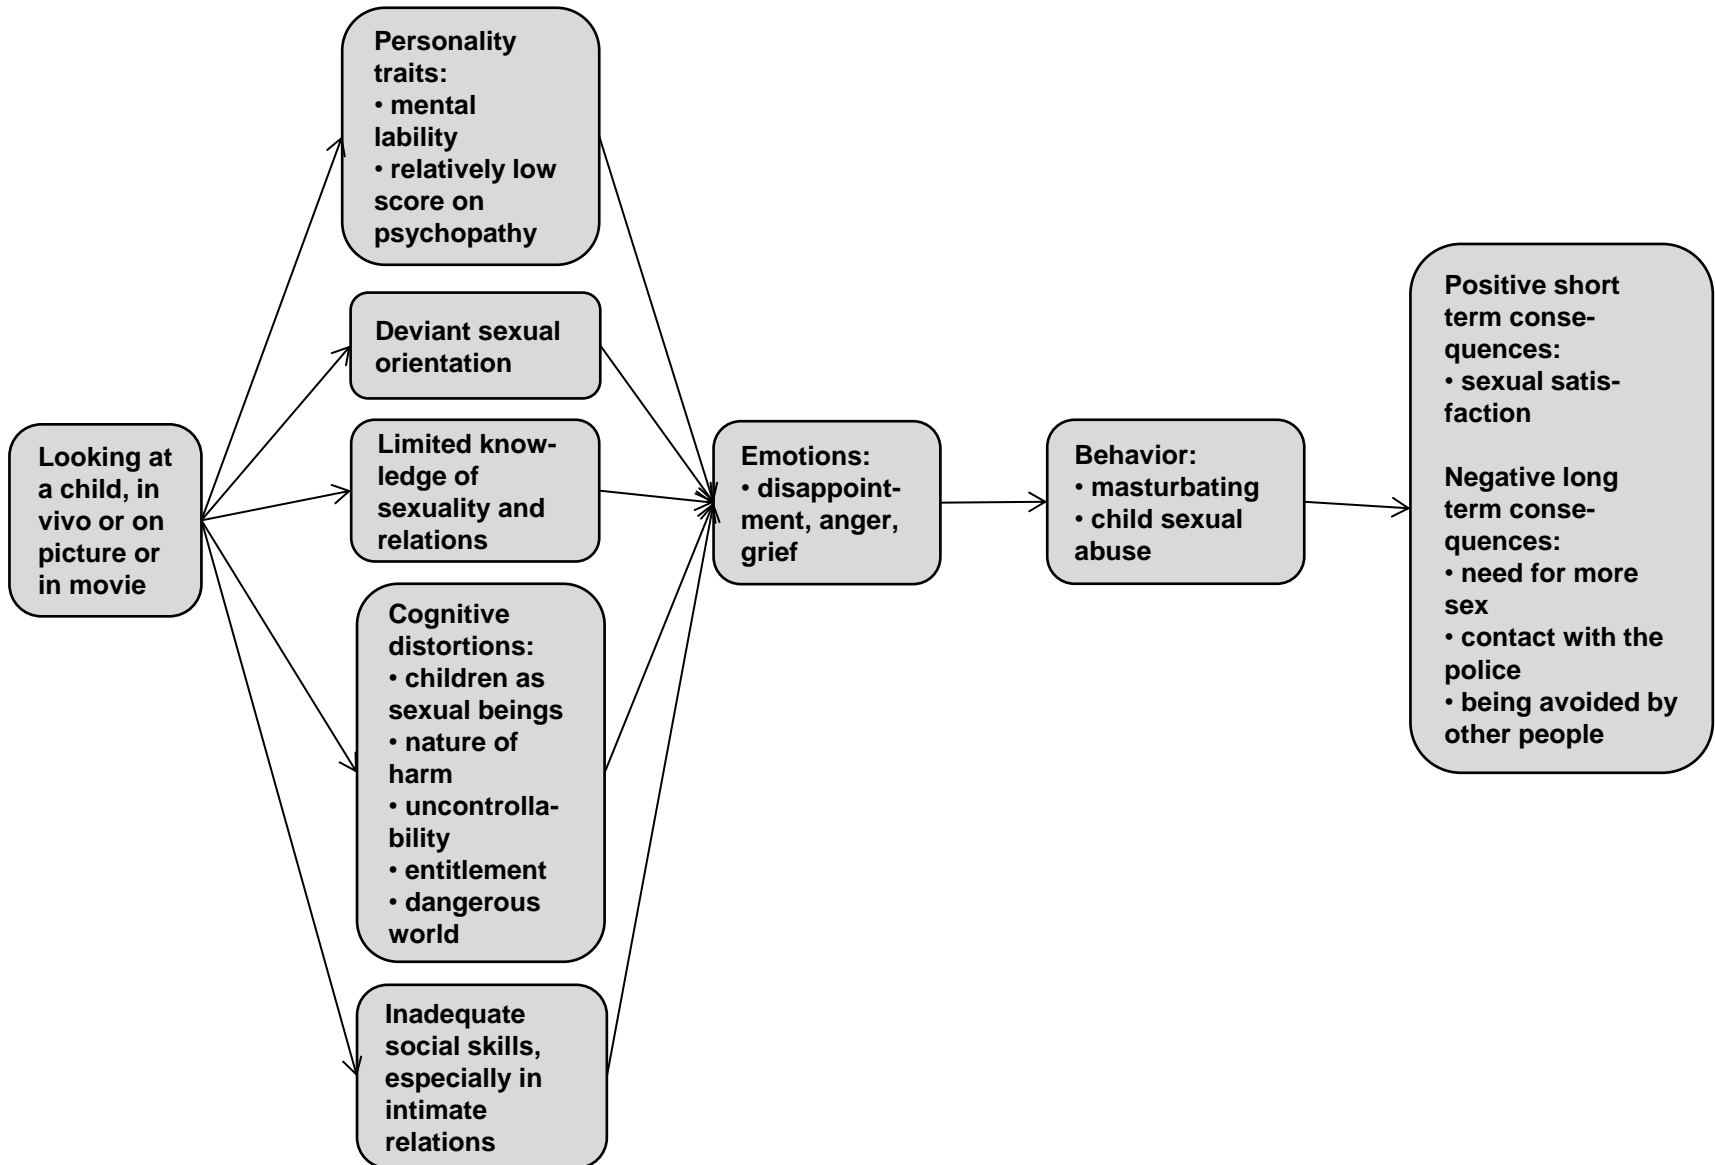 Looking at
a child, in
vivo or on
picture or
in movie
Personality
traits:
• mental
lability
• relatively low
score on
psychopathy
Deviant sexual
orientation
Limited know-
ledge of
sexuality and
relations
Cognitive
distortions:
• children as
sexual beings
• nature of
harm
• uncontrolla-
bility
• entitlement
• dangerous
world
Inadequate
social skills,
especially in
intimate
relations
Emotions:
• disappoint-
ment, anger,
grief
Behavior:
• masturbating
• child sexual
abuse
Positive short
term conse-
quences:
• sexual satis-
faction
Negative long
term conse-
quences:
• need for more
sex
• contact with the
police
• being avoided by
other people